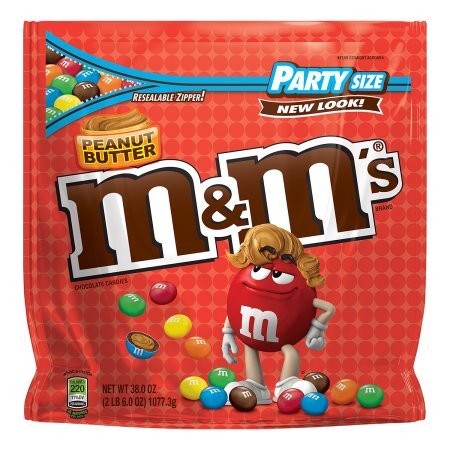 PARTY SIZE
NEW LOOK!
RESEALABLE ZIPPER!
PEANUT
BUTTER
m&m's®
BRAND
CHOCOLATE CANDIES
m
220
NET WT 38.0 OZ
(2 LB 6.0 OZ) 1077.3g